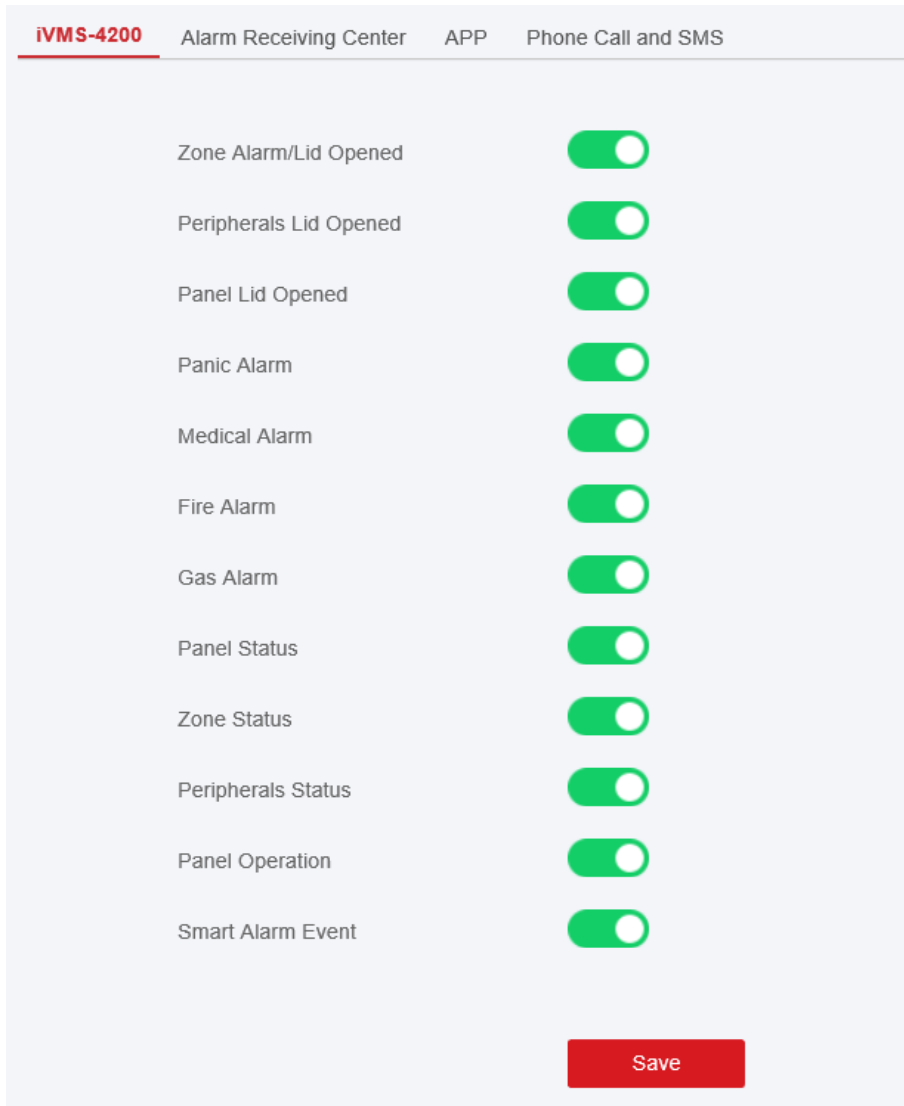 iVMS-4200 Alarm Receiving Center APP Phone Call and SMS
Zone Alarm/Lid Opened
Peripherals Lid Opened
Panel Lid Opened
Panic Alarm
Medical Alarm
Fire Alarm
Gas Alarm
Panel Status
Zone Status
Peripherals Status
Panel Operation
Smart Alarm Event
Save